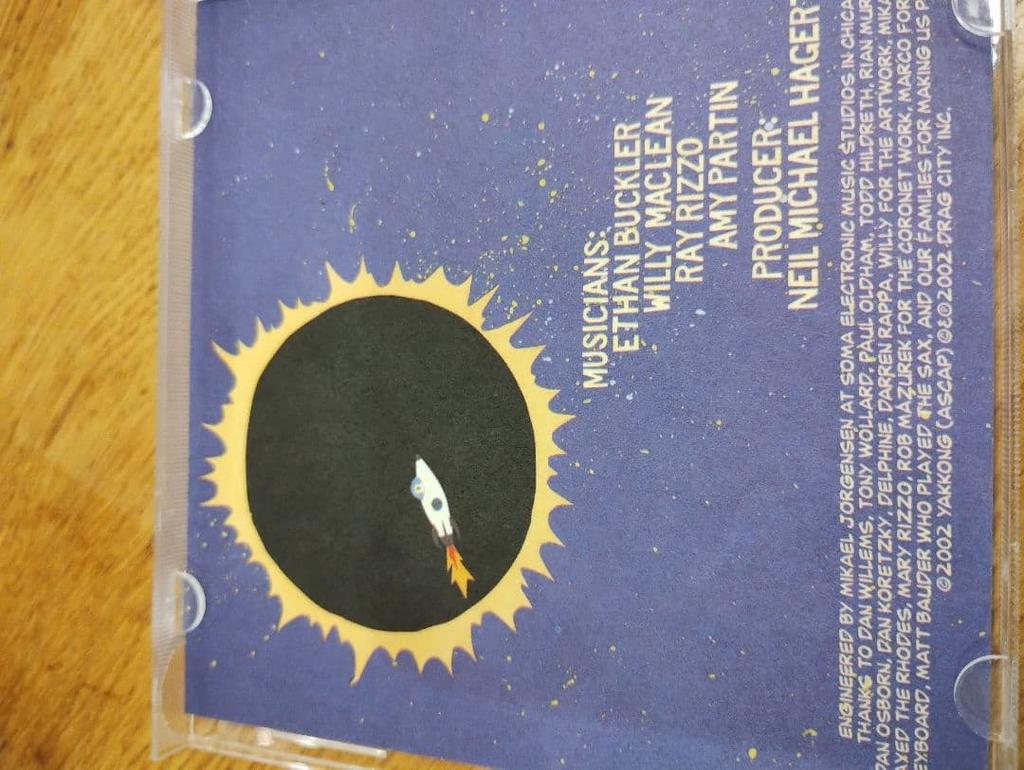 MUSICIANS:
ETHAN BUCKLER
WILLY MACLEAN
RAY RIZZO
AMY PARTIN
PRODUCER:
NEIL MICHAEL HAGER
ENGINEERED BY MIKAEL JORGENSEN AT SOMA ELECTRONIC MUSIC STUDIOS IN CHICA
THANKS TO DAN WILLEMS, TONY WOLLARD, PAUL OLDHAM, TODD HILDRETH, RIAN MUR
DAN OSBORN, DAN KORETZKY, DELPHINE, DARREN RAPPA, WILLY FOR THE ARTWORK, MIKA
AYED THE RHODES, MARY RIZZO, ROB MAZUREK FOR THE CORONET WORK, MARCO FOR
EYBOARD, MATT BALDER WHO PLAYED THE SAX, AND OUR FAMILIES FOR MAKING US P
©2002 YAKKONG (ASCAP) ℗&©2002 DRAG CITY INC.